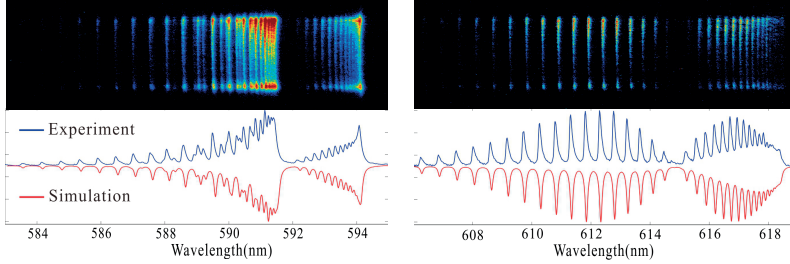 Experiment
Simulation
584 586 588 590 592 594
Wavelength(nm)
608 610 612 614 616 618
Wavelength(nm)